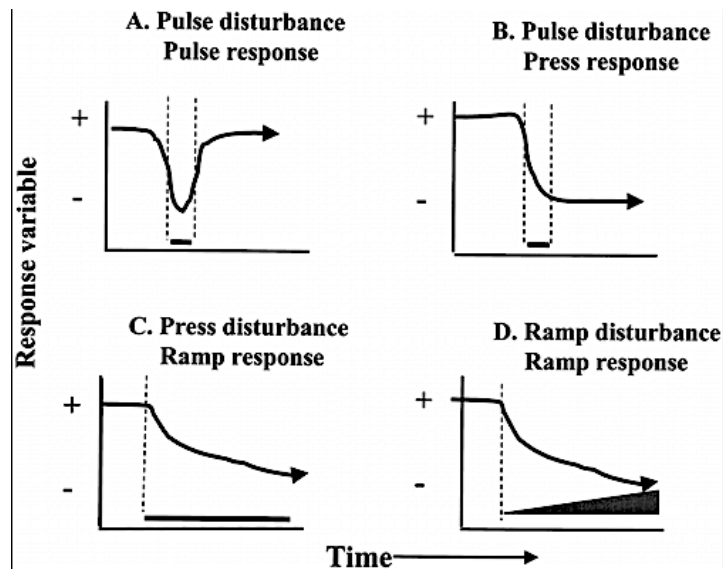 A. Pulse disturbance
Pulse response
B. Pulse disturbance
Press response
+
-
+
-
Response variable
C. Press disturbance
Ramp response
D. Ramp disturbance
Ramp response
+
-
+
-
Time